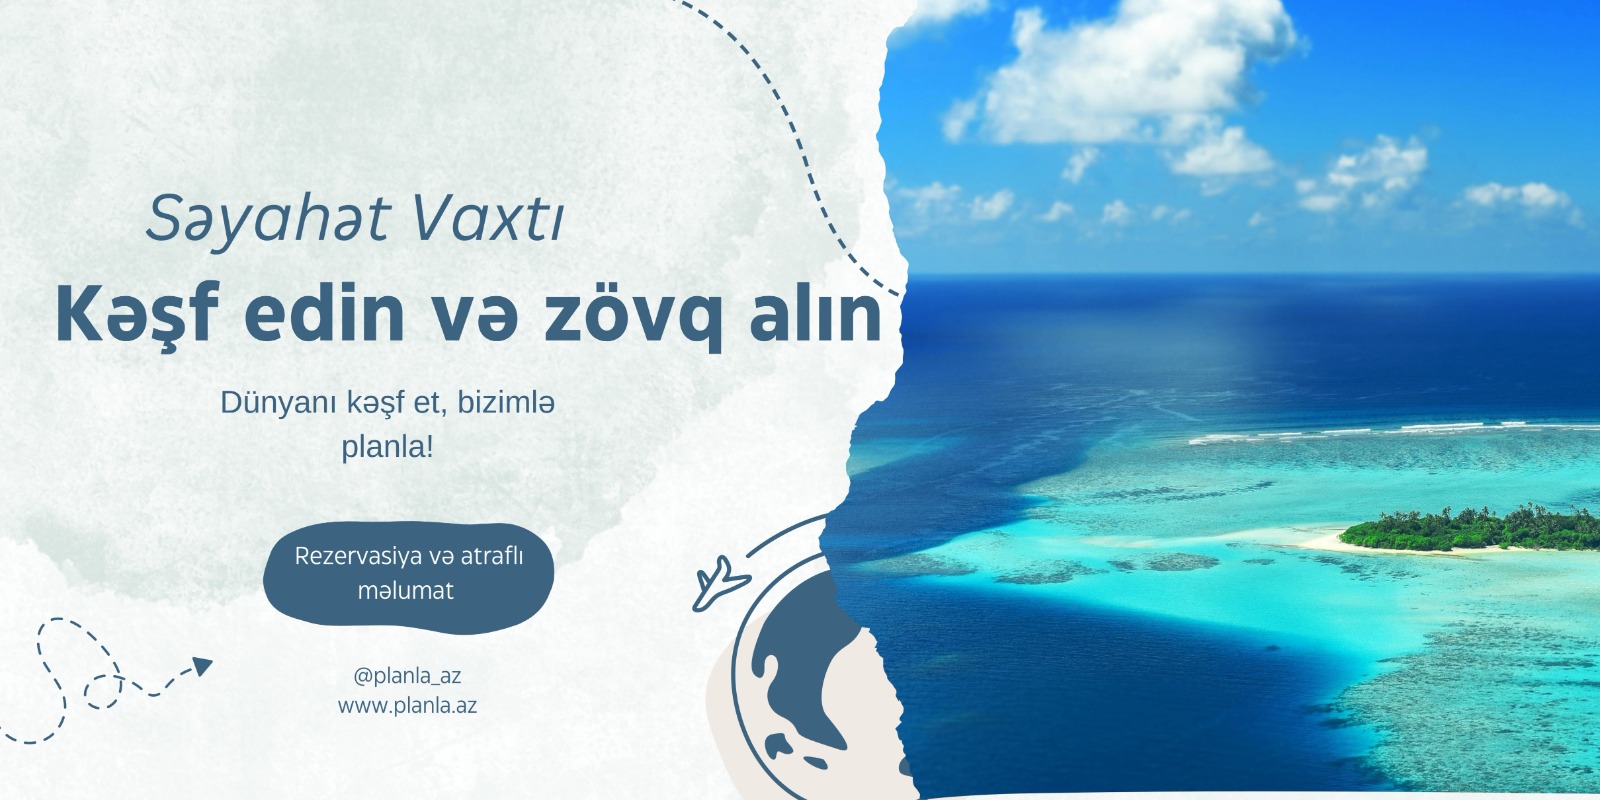 Səyahət Vaxtı
Kəşf edin və zövq alın
Dünyanı kəşf et, bizimlə
planla!
Rezervasiya və ətraflı
məlumat
@planla_az
www.planla.az